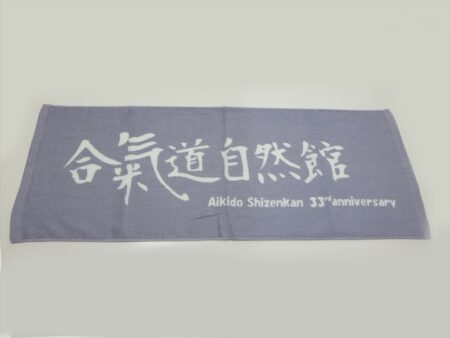 合氣道自然館
Aikido Shizenkan 33rd anniversary